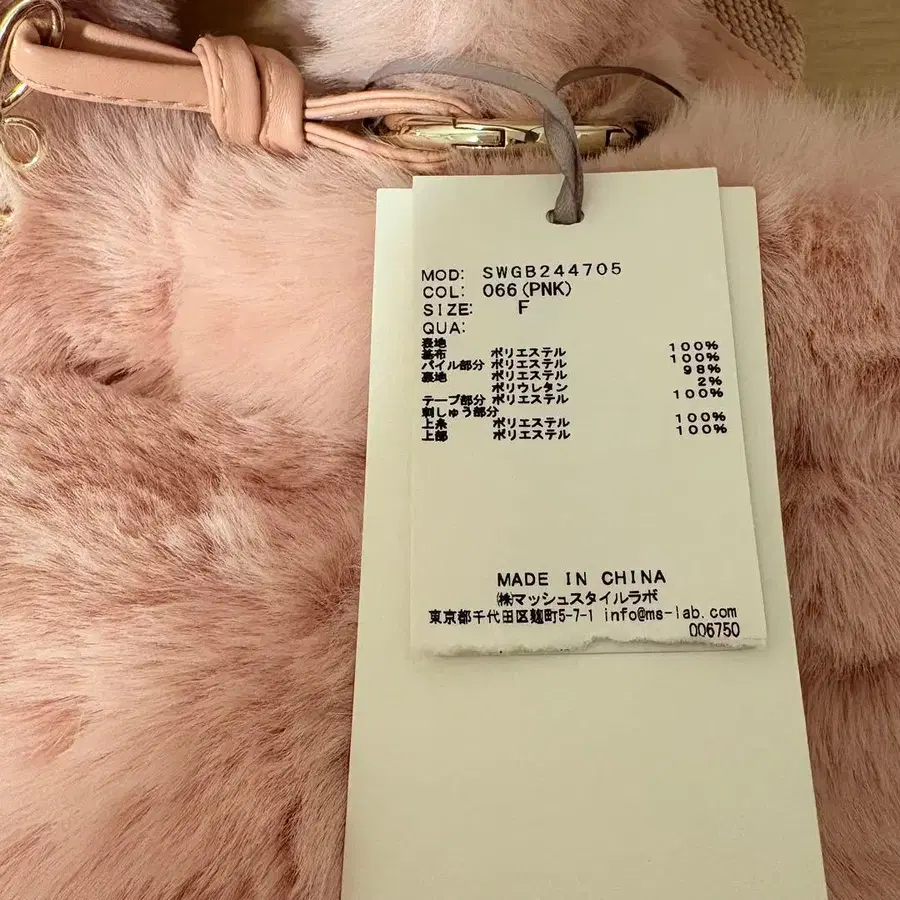 MOD: SWGB244705
COL: 066(PNK)
SIZE: F
QUA:
表地
基布 ポリエステル 100%
パイル部分 ポリエステル 100%
裏地 ポリエステル 98%
ポリウレタン 2%
テープ部分 ポリエステル 100%
刺しゅう部分
上糸 ポリエステル 100%
上部 ポリエステル 100%
MADE IN CHINA
㈱マッシュスタイルラボ
東京都千代田区麹町5-7-1 info@ms-lab.com
006750